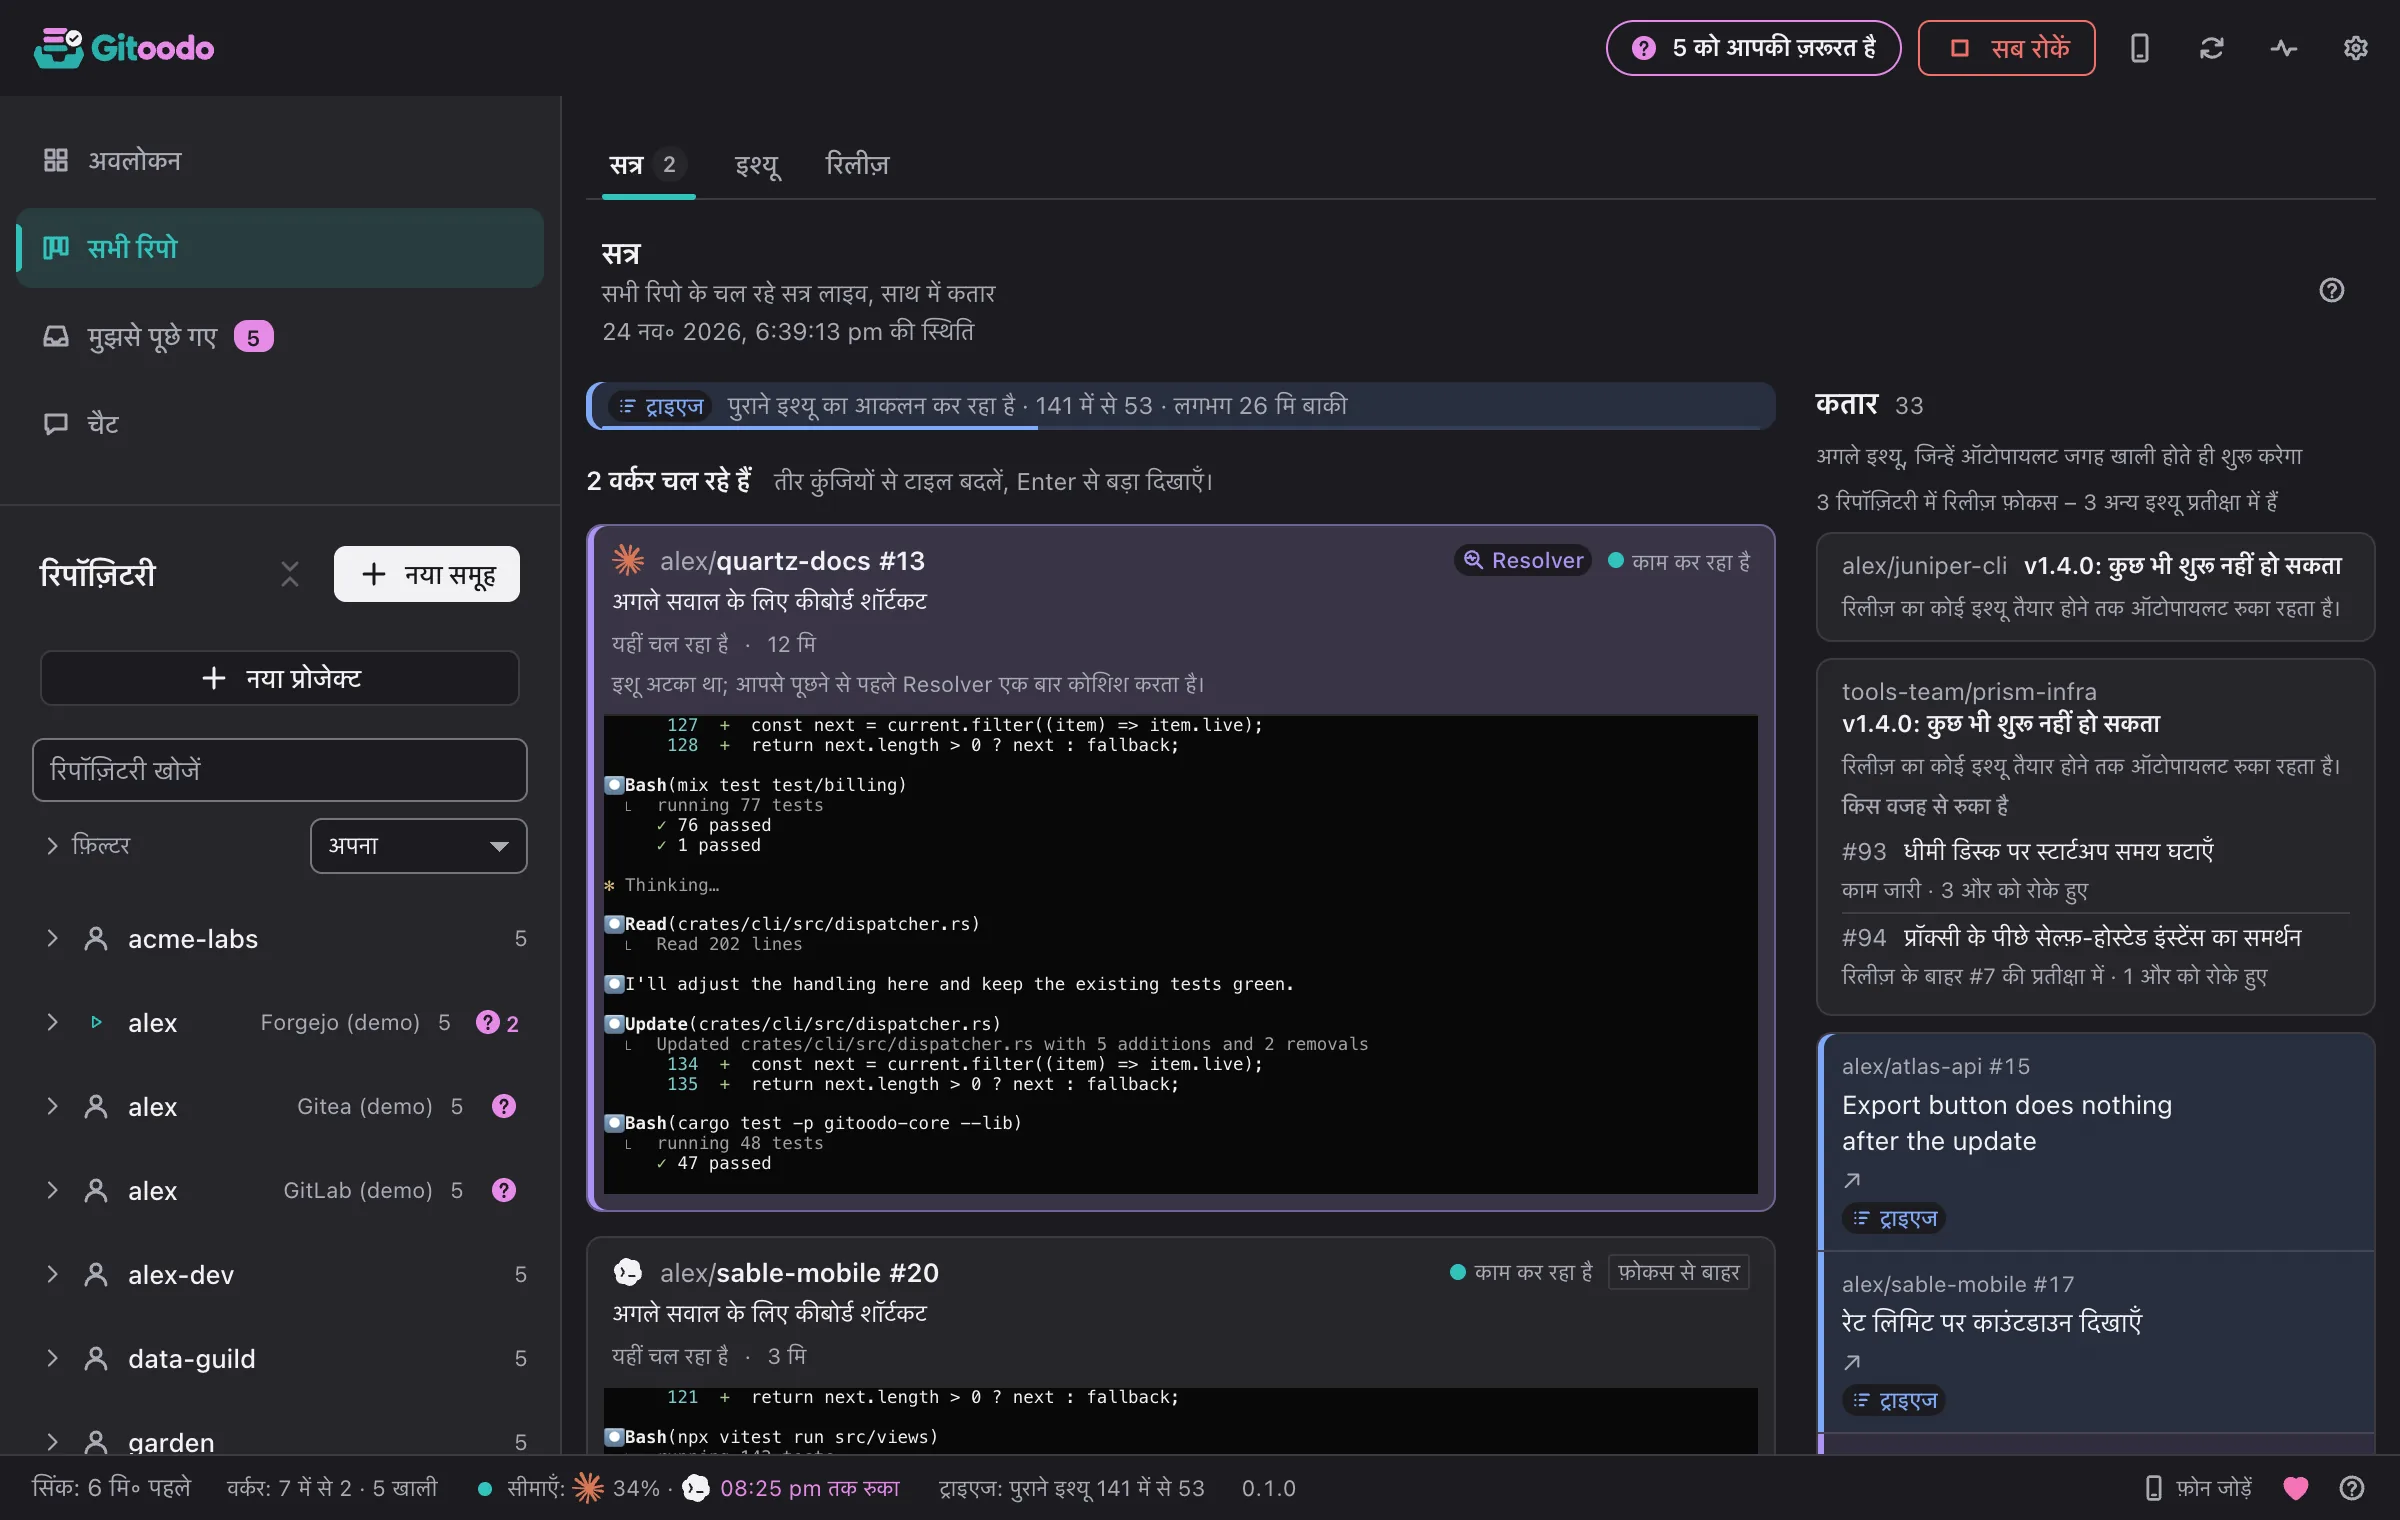 Gitoodo
5 को आपकी ज़रूरत है
सब रोकें
अवलोकन
सभी रिपो
मुझसे पूछे गए 5
चैट
रिपॉज़िटरी
नया समूह
नया प्रोजेक्ट
रिपॉज़िटरी खोजें
फ़िल्टर
अपना
acme-labs 5
alex Forgejo (demo) 5 2
alex Gitea (demo) 5
alex GitLab (demo) 5
alex-dev 5
data-guild 5
garden 5
सत्र 2 इश्यू रिलीज़
सत्र
सभी रिपो के चल रहे सत्र लाइव, साथ में कतार
24 नव॰ 2026, 6:39:13 pm की स्थिति
ट्राइएज पुराने इश्यू का आकलन कर रहा है · 141 में से 53 · लगभग 26 मि बाकी
2 वर्कर चल रहे हैं तीर कुंजियों से टाइल बदलें, Enter से बड़ा दिखाएँ।
alex/quartz-docs #13 Resolver काम कर रहा है
अगले सवाल के लिए कीबोर्ड शॉर्टकट
यहीं चल रहा है · 12 मि
इशू अटका था; आपसे पूछने से पहले Resolver एक बार कोशिश करता है।
127 + const next = current.filter((item) => item.live);
128 + return next.length > 0 ? next : fallback;
Bash(mix test test/billing)
└ running 77 tests
✓ 76 passed
✓ 1 passed
✻ Thinking…
Read(crates/cli/src/dispatcher.rs)
└ Read 202 lines
I'll adjust the handling here and keep the existing tests green.
Update(crates/cli/src/dispatcher.rs)
└ Updated crates/cli/src/dispatcher.rs with 5 additions and 2 removals
134 + const next = current.filter((item) => item.live);
135 + return next.length > 0 ? next : fallback;
Bash(cargo test -p gitoodo-core --lib)
└ running 48 tests
✓ 47 passed
alex/sable-mobile #20 काम कर रहा है फ़ोकस से बाहर
अगले सवाल के लिए कीबोर्ड शॉर्टकट
यहीं चल रहा है · 3 मि
121 + return next.length > 0 ? next : fallback;
Bash(npx vitest run src/views)
कतार 33
अगले इश्यू, जिन्हें ऑटोपायलट जगह खाली होते ही शुरू करेगा
3 रिपॉज़िटरी में रिलीज़ फ़ोकस – 3 अन्य इश्यू प्रतीक्षा में हैं
alex/juniper-cli v1.4.0: कुछ भी शुरू नहीं हो सकता
रिलीज़ का कोई इश्यू तैयार होने तक ऑटोपायलट रुका रहता है।
tools-team/prism-infra
v1.4.0: कुछ भी शुरू नहीं हो सकता
रिलीज़ का कोई इश्यू तैयार होने तक ऑटोपायलट रुका रहता है।
किस वजह से रुका है
#93 धीमी डिस्क पर स्टार्टअप समय घटाएँ
काम जारी · 3 और को रोके हुए
#94 प्रॉक्सी के पीछे सेल्फ़-होस्टेड इंस्टेंस का समर्थन
रिलीज़ के बाहर #7 की प्रतीक्षा में · 1 और को रोके हुए
alex/atlas-api #15
Export button does nothing
after the update
ट्राइएज
alex/sable-mobile #17
रेट लिमिट पर काउंटडाउन दिखाएँ
ट्राइएज
सिंक: 6 मि॰ पहले वर्कर: 7 में से 2 · 5 खाली सीमाएँ: 34% · 08:25 pm तक रुका ट्राइएज: पुराने इश्यू 141 में से 53 0.1.0 फ़ोन जोड़ें